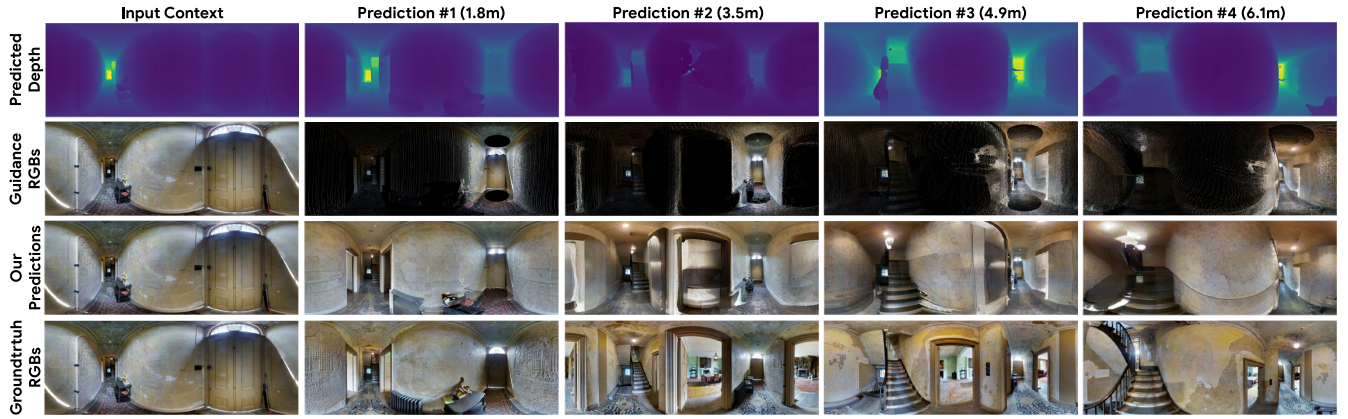 Input Context
Prediction #1 (1.8m)
Prediction #2 (3.5m)
Prediction #3 (4.9m)
Prediction #4 (6.1m)
Predicted
Depth
Guidance
RGBs
Our
Predictions
Groundtrtuh
RGBs